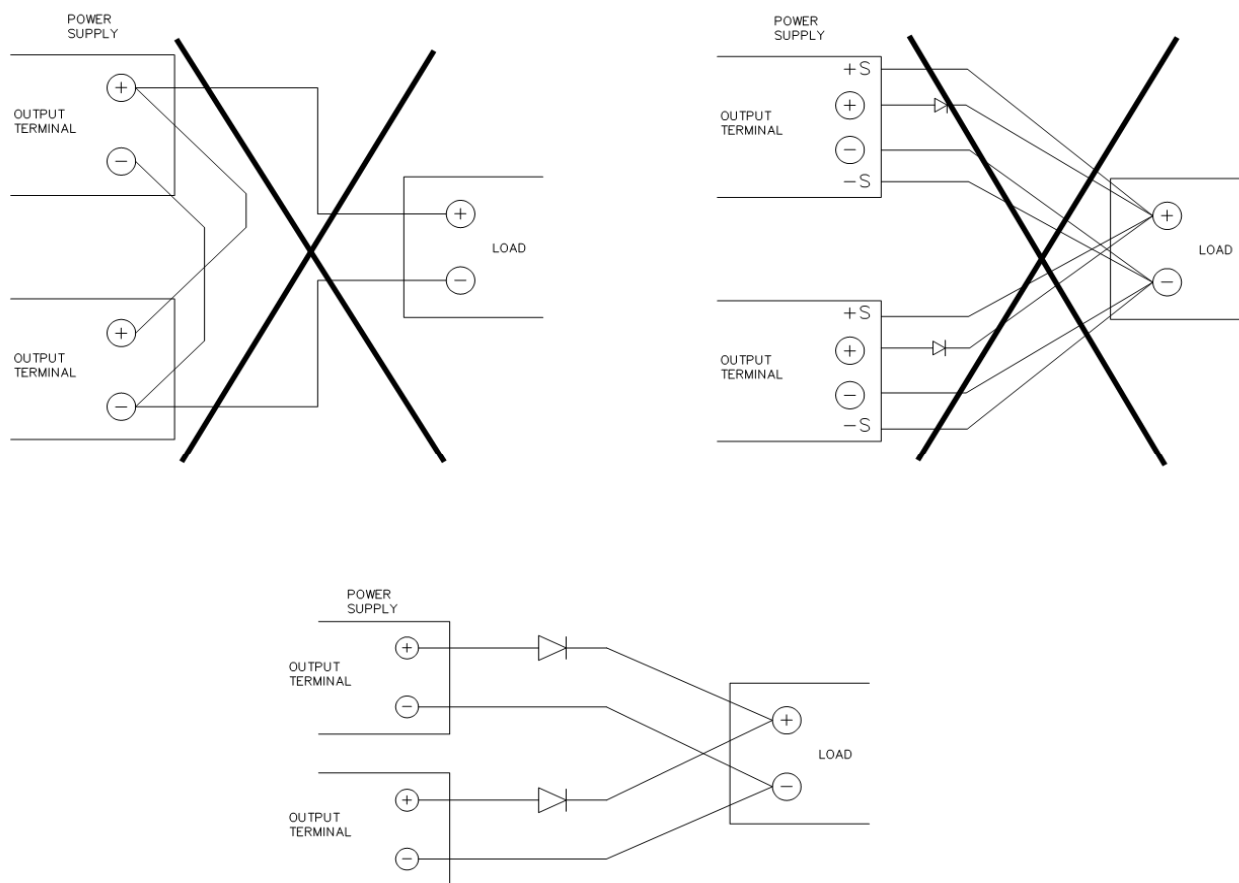 POWER
SUPPLY
+
OUTPUT
TERMINAL
−
+
OUTPUT
TERMINAL
−
+
LOAD
−
POWER
SUPPLY
+S
+
OUTPUT
TERMINAL
−
−S
+S
+
OUTPUT
TERMINAL
−
−S
+
LOAD
−
POWER
SUPPLY
+
OUTPUT
TERMINAL
−
+
OUTPUT
TERMINAL
−
+
LOAD
−